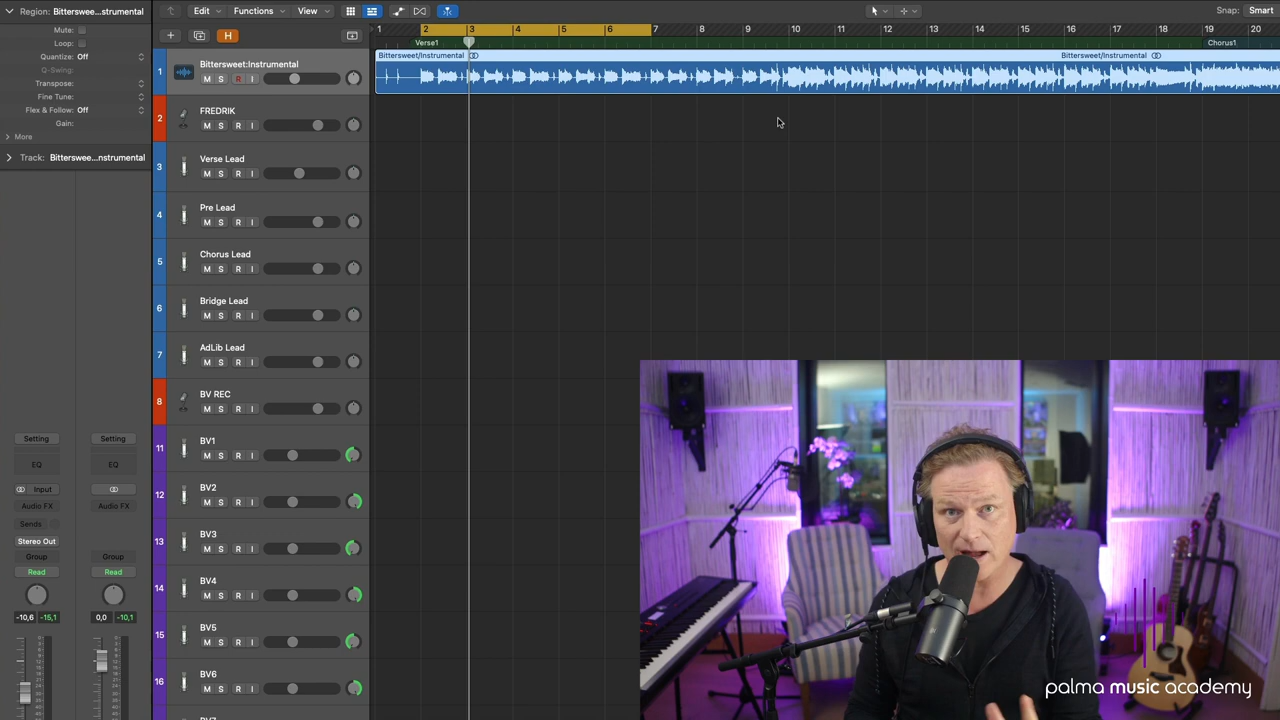 Region: Bitterswee...strumental
Edit Functions View Snap: Smart
Mute:
Loop:
Quantize: Off
Q-Swing:
Transpose:
Fine Tune:
Flex & Follow: Off
Gain:
More
Track: Bitterswee...nstrumental
H
1 2 3 4 5 6 7 8 9 10 11 12 13 14 15 16 17 18 19 20
Verse1 Chorus1
Bittersweet/Instrumental Bittersweet/Instrumental
1 Bittersweet:Instrumental
M S R I
2 FREDRIK
M S R I
3 Verse Lead
M S R I
4 Pre Lead
M S R I
5 Chorus Lead
M S R I
6 Bridge Lead
M S R I
7 AdLib Lead
M S R I
8 BV REC
M S R I
11 BV1
M S R I
12 BV2
M S R I
13 BV3
M S R I
14 BV4
M S R I
15 BV5
M S R I
16 BV6
M S R I
Setting Setting
EQ EQ
Input
Audio FX Audio FX
Sends
Stereo Out
Group Group
Read Read
-10,6 -15,1 0,0 -10,1
palma music academy